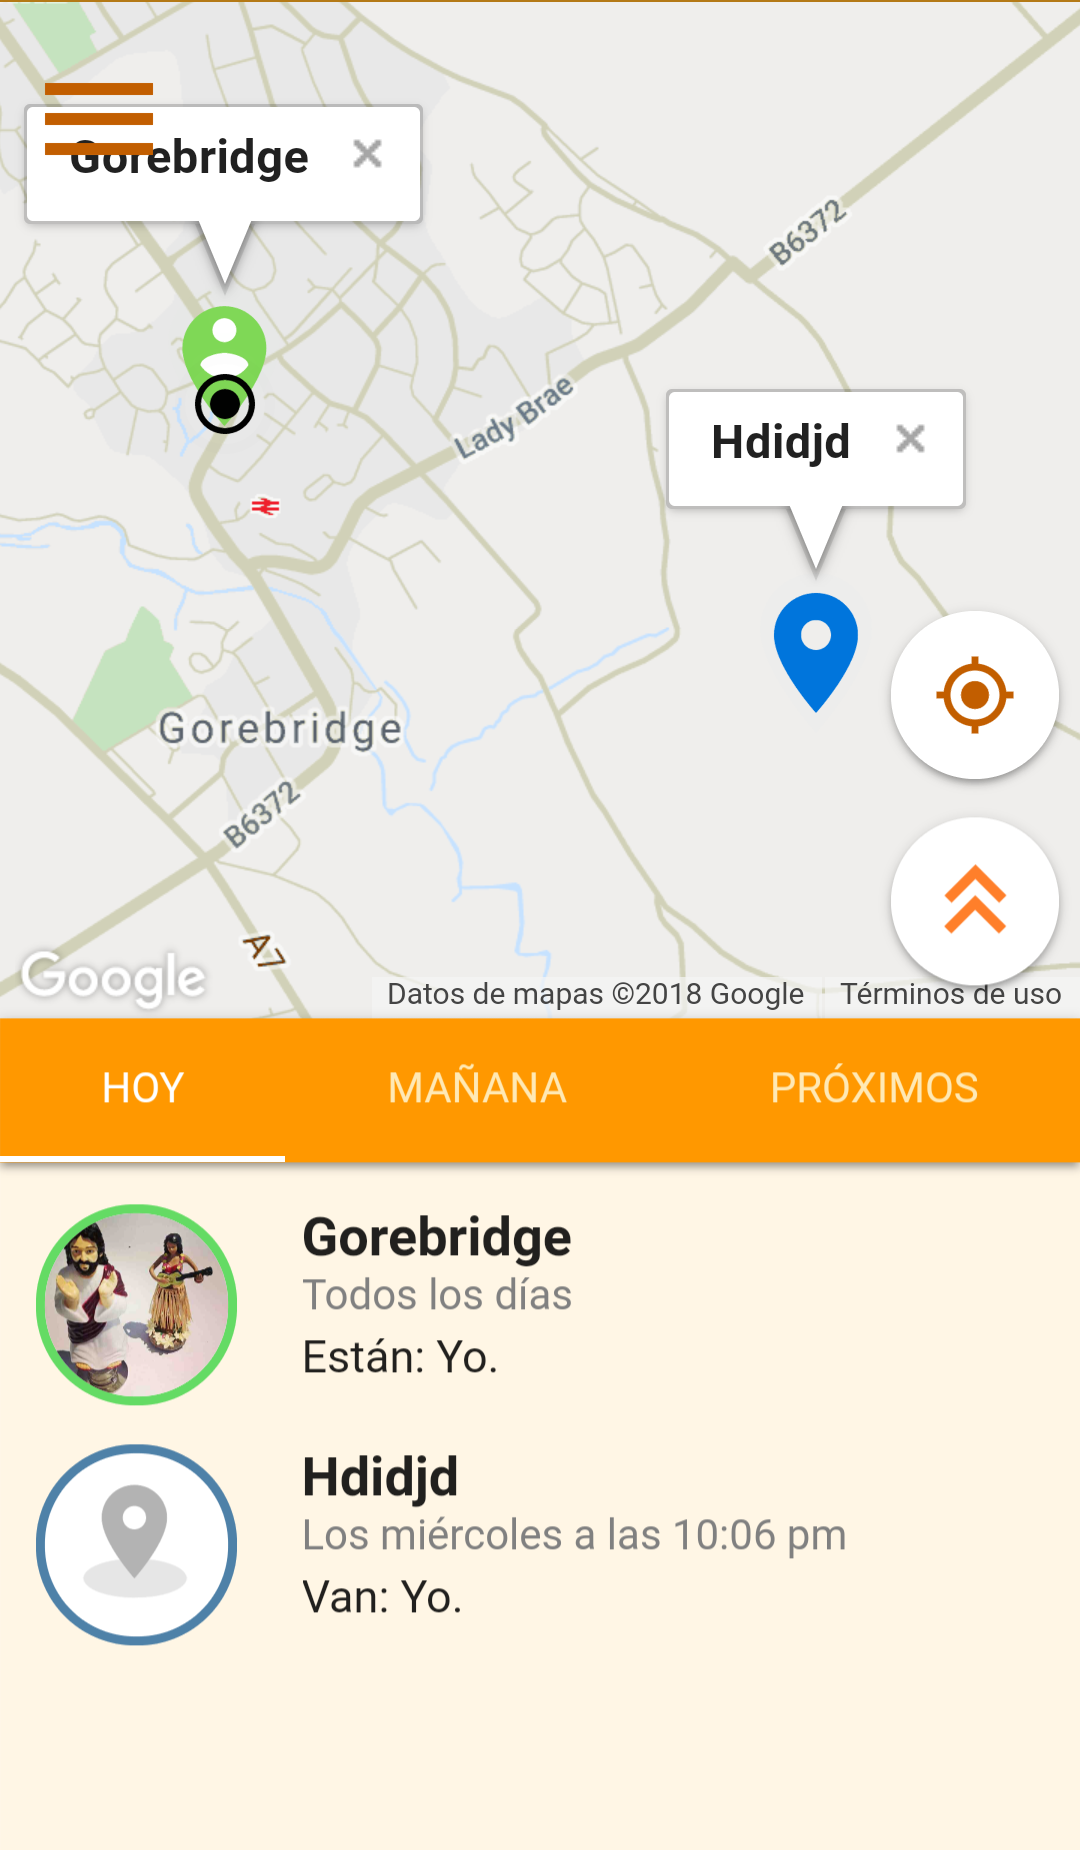 Gorebridge
B6372
Lady Brae
Hdidjd
Gorebridge
B6372
A7
Google
Datos de mapas ©2018 Google
Términos de uso
HOY
MAÑANA
PRÓXIMOS
Gorebridge
Todos los días
Están: Yo.
Hdidjd
Los miércoles a las 10:06 pm
Van: Yo.